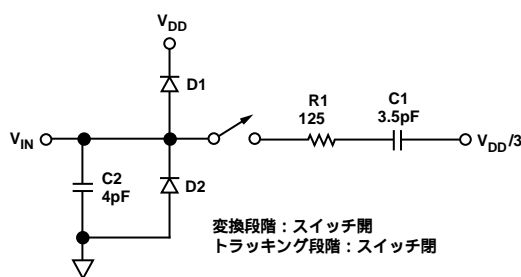 VDD
D1
R1
125
C1
3.5pF
VIN
VDD/3
C2
4pF
D2
変換段階：スイッチ開
トラッキング段階：スイッチ閉